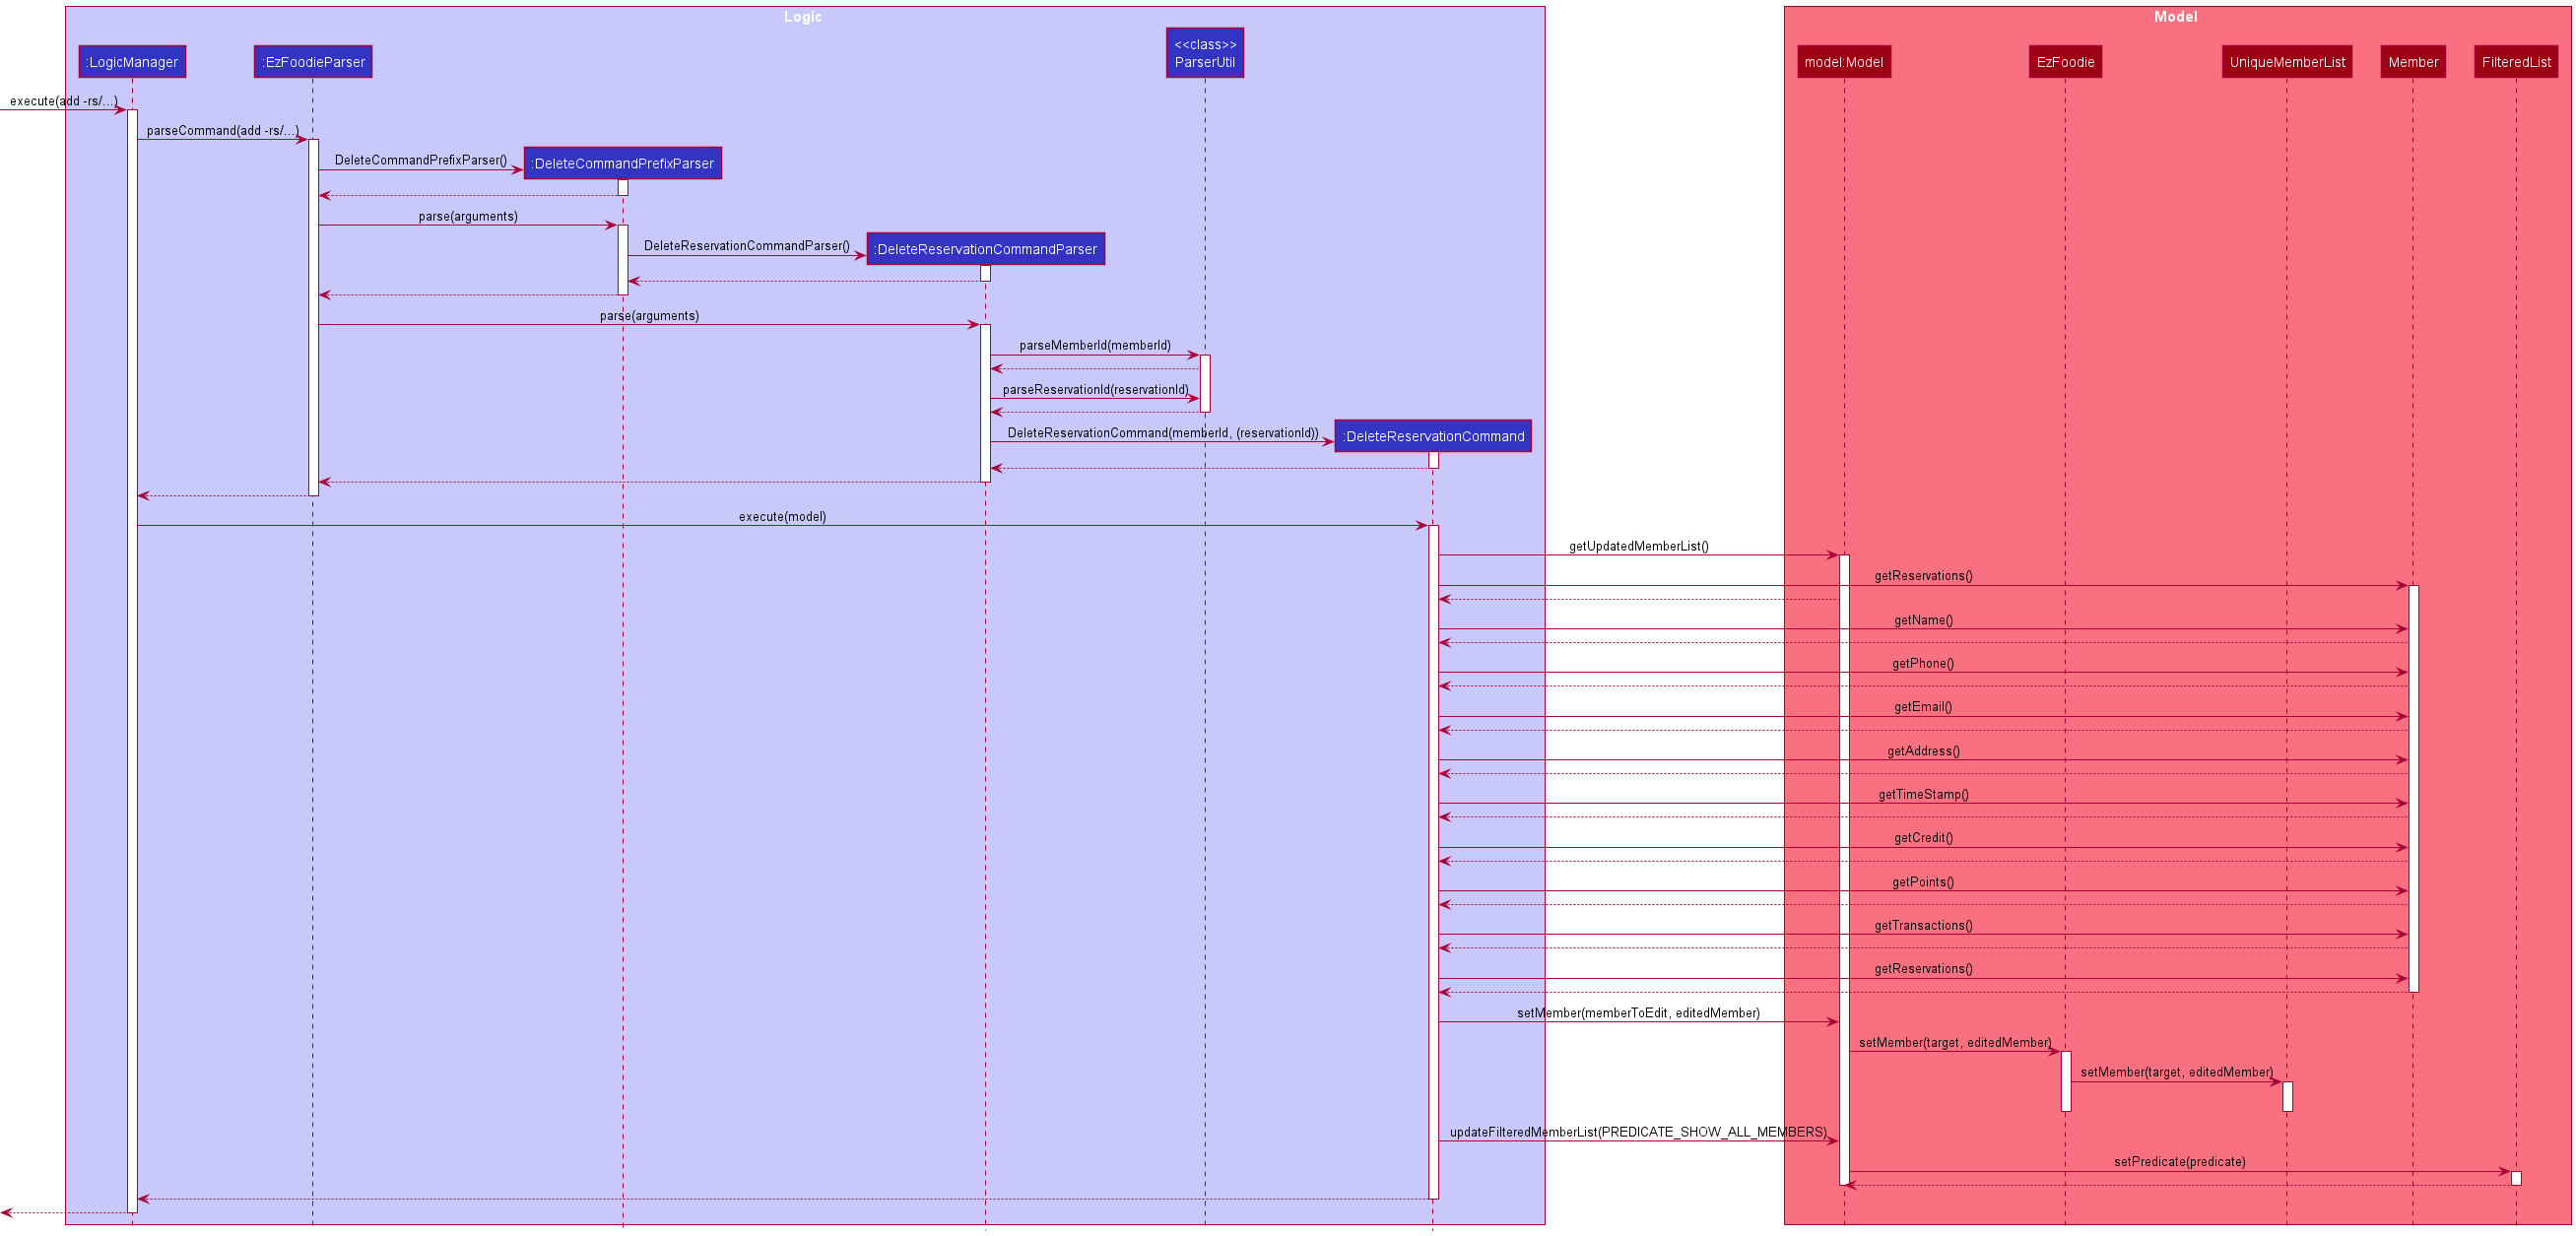 Logic
Model
<<class>>
ParserUtil
:LogicManager
:EzFoodieParser
model:Model
EzFoodie
UniqueMemberList
Member
FilteredList
execute(add -rs/...)
parseCommand(add -rs/...)
DeleteCommandPrefixParser()
:DeleteCommandPrefixParser
parse(arguments)
DeleteReservationCommandParser()
:DeleteReservationCommandParser
parse(arguments)
parseMemberId(memberId)
parseReservationId(reservationId)
DeleteReservationCommand(memberId, (reservationId))
:DeleteReservationCommand
execute(model)
getUpdatedMemberList()
getReservations()
getName()
getPhone()
getEmail()
getAddress()
getTimeStamp()
getCredit()
getPoints()
getTransactions()
getReservations()
setMember(memberToEdit, editedMember)
setMember(target, editedMember)
setMember(target, editedMember)
updateFilteredMemberList(PREDICATE_SHOW_ALL_MEMBERS)
setPredicate(predicate)